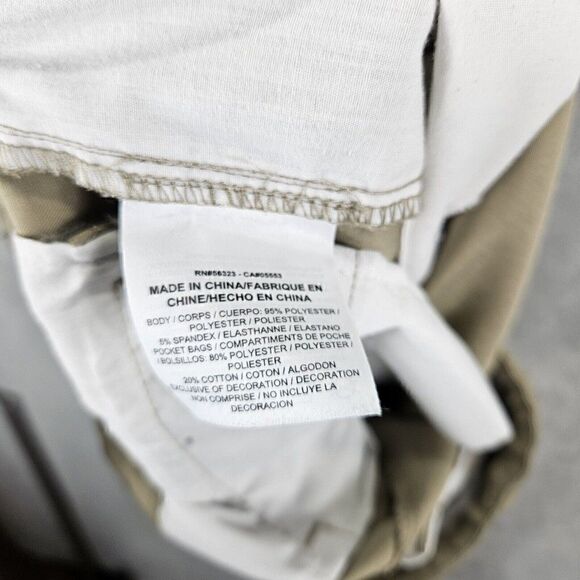 RN#56323 - CA#05553
MADE IN CHINA/FABRIQUE EN
CHINE/HECHO EN CHINA
BODY / CORPS / CUERPO: 95% POLYESTER /
POLYESTER / POLIESTER
5% SPANDEX / ELASTHANNE / ELASTANO
POCKET BAGS / COMPARTIMENTS DE POCHE
/ BOLSILLOS: 80% POLYESTER / POLYESTER /
POLIESTER
20% COTTON / COTON / ALGODON
EXCLUSIVE OF DECORATION / DECORATION
NON COMPRISE / NO INCLUYE LA
DECORACION